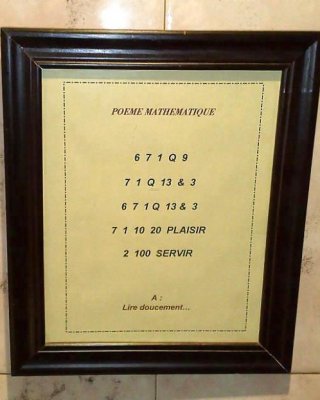 POEME MATHEMATIQUE
6 7 1 Q 9
7 1 Q 13 & 3
6 7 1 Q 13 & 3
7 1 10 20 PLAISIR
2 100 SERVIR
A :
Lire doucement...